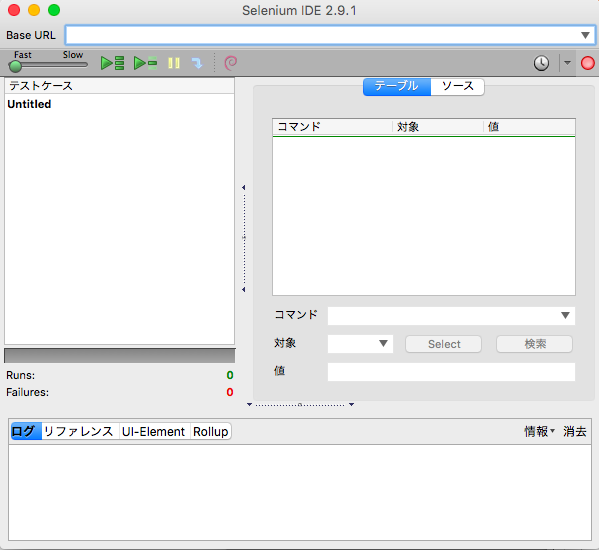 Selenium IDE 2.9.1
Base URL
Fast Slow
テストケース
Untitled
テーブル ソース
コマンド 対象 値
コマンド
対象 Select 検索
値
Runs: 0
Failures: 0
ログ リファレンス UI-Element Rollup 情報 消去